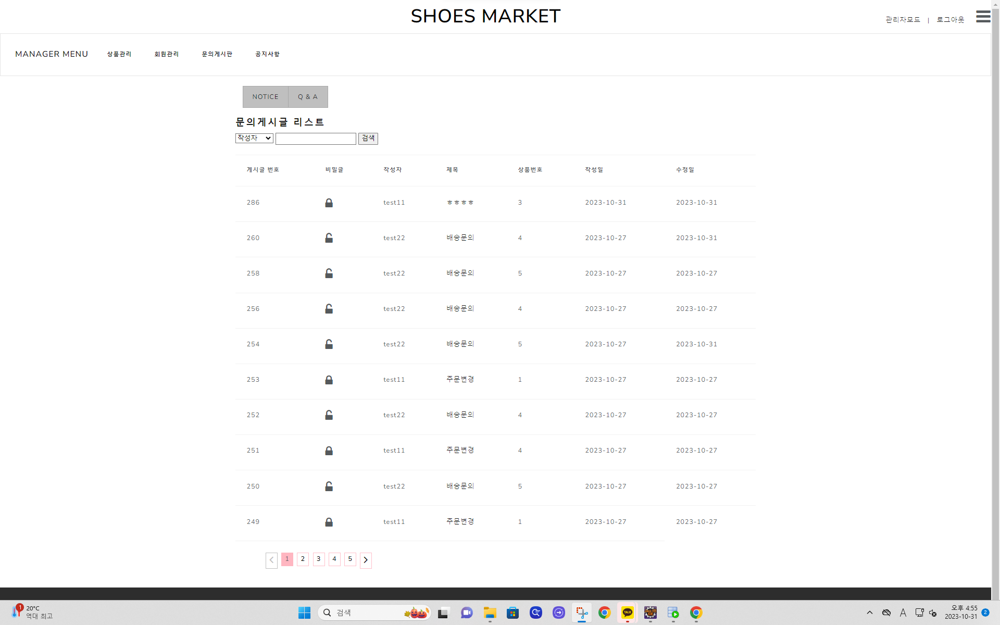 SHOES MARKET
관리자모드 | 로그아웃
MANAGER MENU 상품관리 회원관리 문의게시판 공지사항
NOTICE Q & A
문의게시글 리스트
작성자 검색
게시글 번호 비밀글 작성자 제목 상품번호 작성일 수정일
286 test11 ㅎㅎㅎㅎ 3 2023-10-31 2023-10-31
260 test22 배송문의 4 2023-10-27 2023-10-31
258 test22 배송문의 5 2023-10-27 2023-10-27
256 test22 배송문의 4 2023-10-27 2023-10-27
254 test22 배송문의 5 2023-10-27 2023-10-31
253 test11 주문변경 1 2023-10-27 2023-10-27
252 test22 배송문의 4 2023-10-27 2023-10-27
251 test11 주문변경 4 2023-10-27 2023-10-27
250 test22 배송문의 5 2023-10-27 2023-10-27
249 test11 주문변경 1 2023-10-27 2023-10-27
1 2 3 4 5
1 20°C
역대 최고
검색
TALK
A 오후 4:55
2023-10-31 2